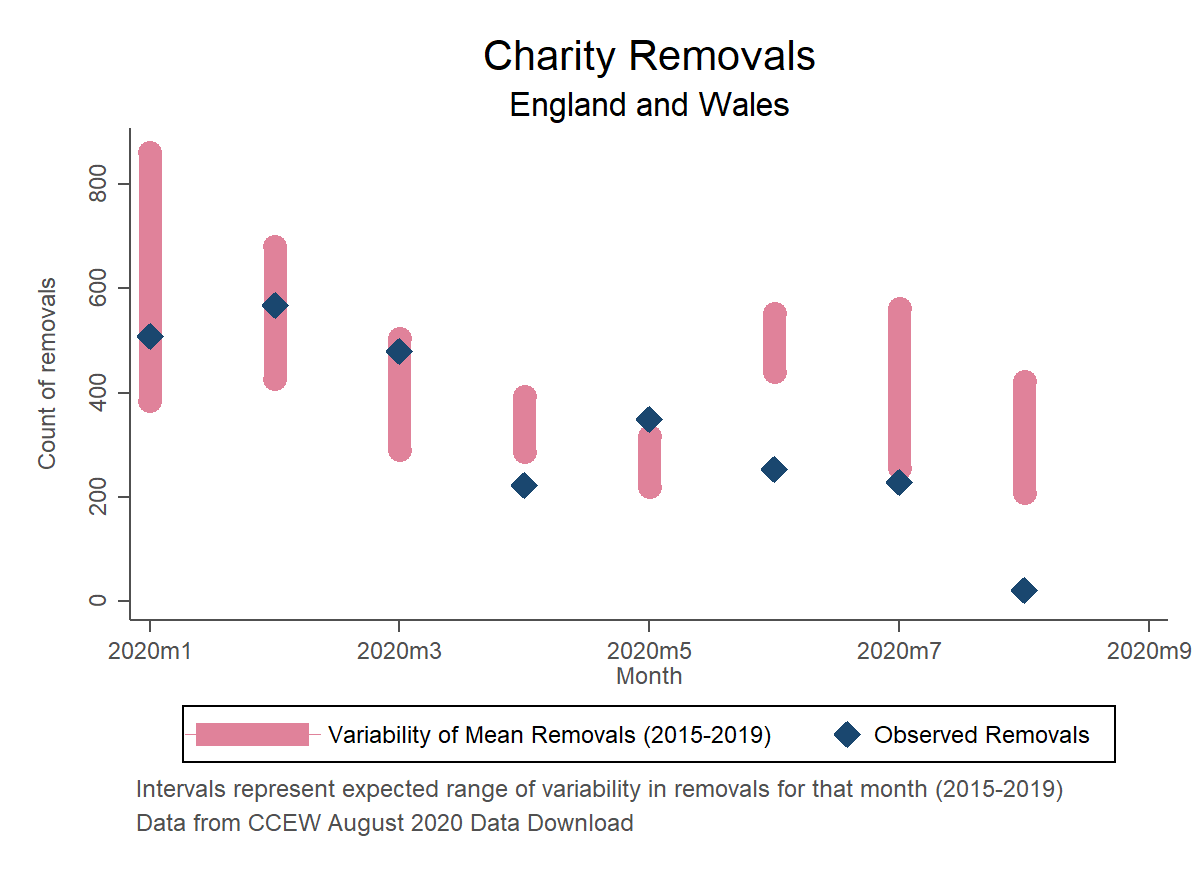 Charity Removals
England and Wales
Count of removals
800
600
400
200
0
2020m1 2020m3 2020m5 2020m7 2020m9
Month
Variability of Mean Removals (2015-2019) Observed Removals
Intervals represent expected range of variability in removals for that month (2015-2019)
Data from CCEW August 2020 Data Download